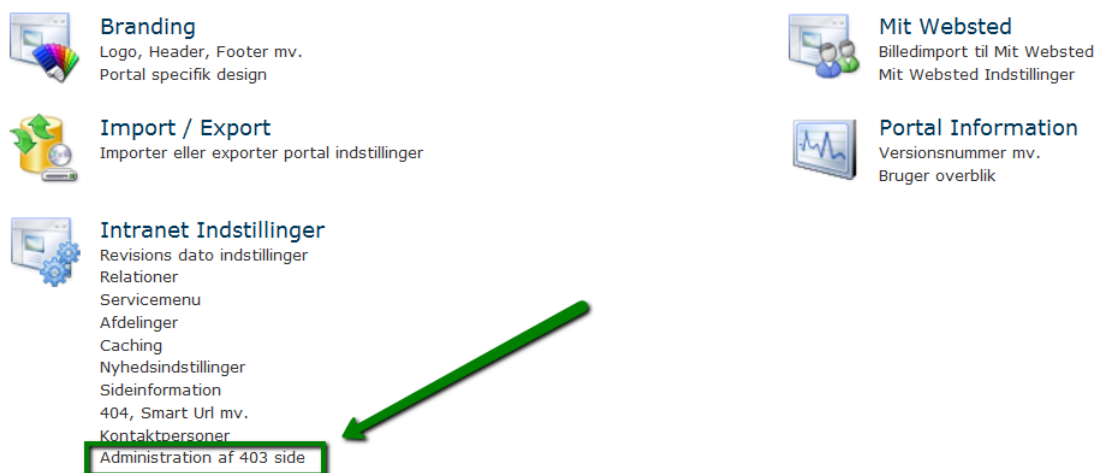 Branding
Logo, Header, Footer mv.
Portal specifik design
Import / Export
Importer eller exporter portal indstillinger
Intranet Indstillinger
Revisions dato indstillinger
Relationer
Servicemenu
Afdelinger
Caching
Nyhedsindstillinger
Sideinformation
404, Smart Url mv.
Kontaktpersoner
Administration af 403 side
Mit Websted
Billedimport til Mit Websted
Mit Websted Indstillinger
Portal Information
Versionsnummer mv.
Bruger overblik